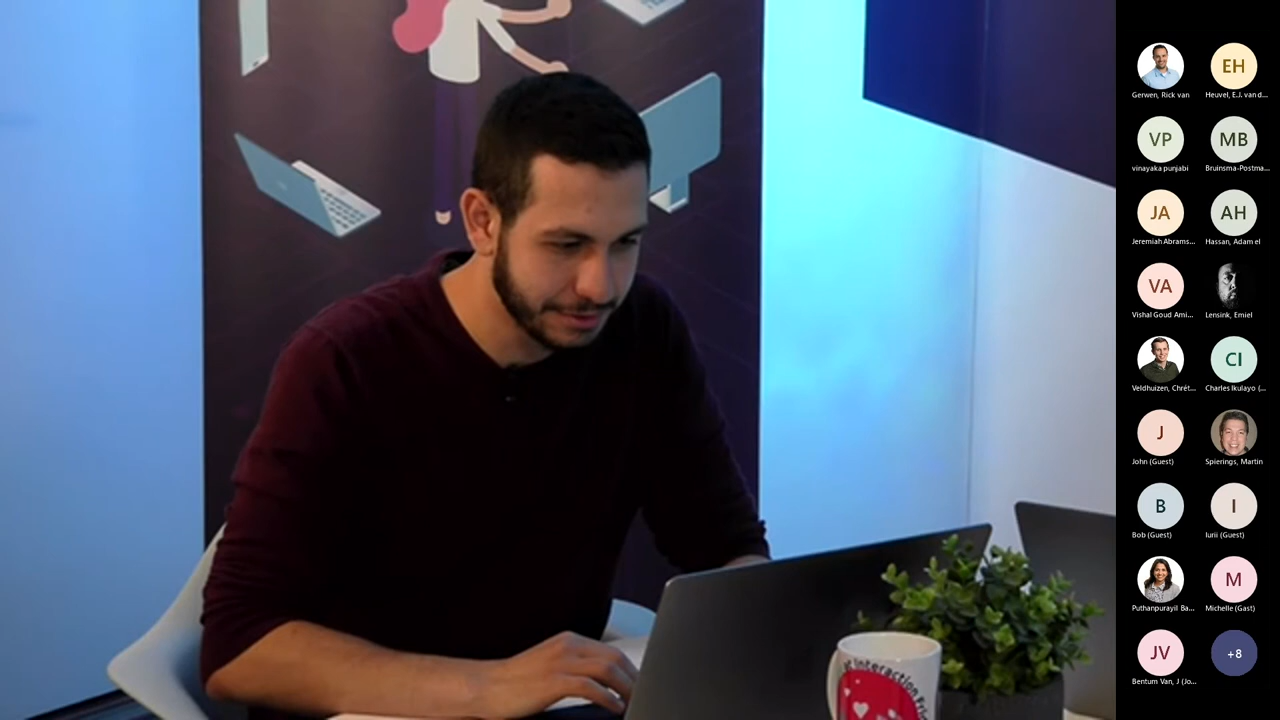 Gerwen, Rick van
EH
Heuvel, E.J. van d...
VP
vinayaka punjabi
MB
Bruinsma-Postma...
JA
Jeremiah Abrams...
AH
Hassan, Adam el
VA
Vishal Goud Ami...
Lensink, Emiel
Veldhuizen, Chrét...
CI
Charles Ikulayo (...
J
John (Guest)
Spierings, Martin
B
Bob (Guest)
I
Iurii (Guest)
Puthanpurayil Ba...
M
Michelle (Gast)
JV
Bentum Van, J (Jo...
+8
Interaction